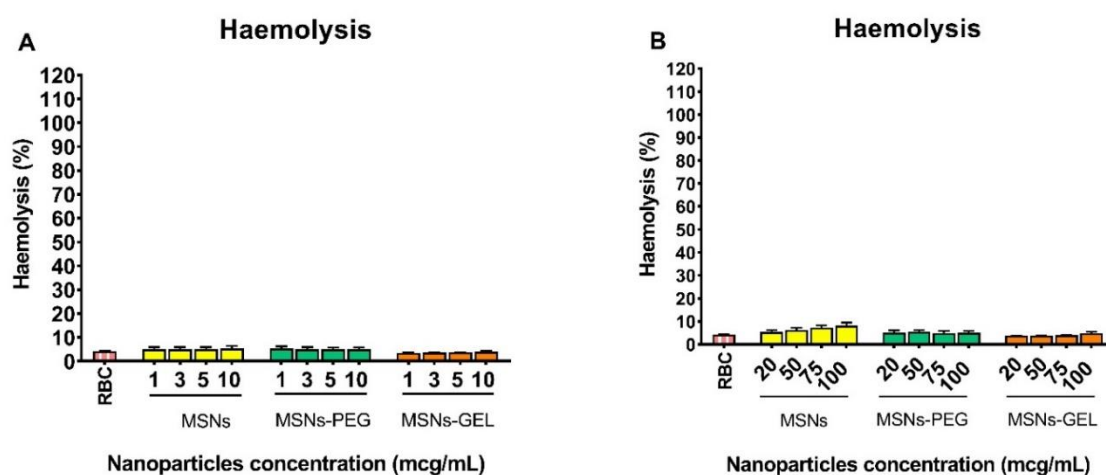 A
Haemolysis
Haemolysis (%)
120
110
100
90
80
70
60
50
40
30
20
10
0
RBC
1 3 5 10 1 3 5 10 1 3 5 10
MSNs MSNs-PEG MSNs-GEL
Nanoparticles concentration (mcg/mL)
B
Haemolysis
Haemolysis (%)
120
110
100
90
80
70
60
50
40
30
20
10
0
RBC
20 50 75 100 20 50 75 100 20 50 75 100
MSNs MSNs-PEG MSNs-GEL
Nanoparticles concentration (mcg/mL)